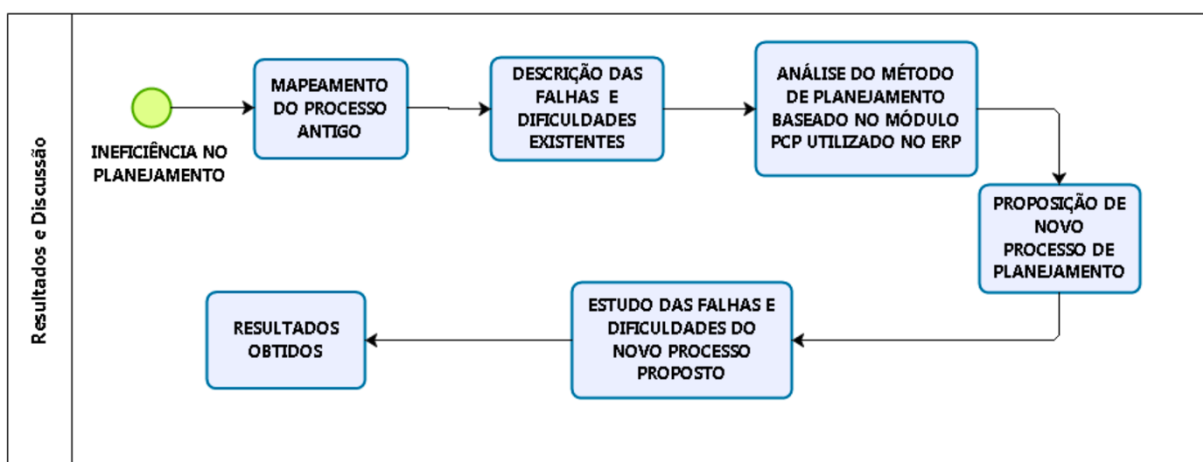 Resultados e Discussão
INEFICIÊNCIA NO
PLANEJAMENTO
MAPEAMENTO
DO PROCESSO
ANTIGO
DESCRIÇÃO DAS
FALHAS E
DIFICULDADES
EXISTENTES
ANÁLISE DO MÉTODO
DE PLANEJAMENTO
BASEADO NO MÓDULO
PCP UTILIZADO NO ERP
PROPOSIÇÃO DE
NOVO
PROCESSO DE
PLANEJAMENTO
ESTUDO DAS FALHAS E
DIFICULDADES DO
NOVO PROCESSO
PROPOSTO
RESULTADOS
OBTIDOS